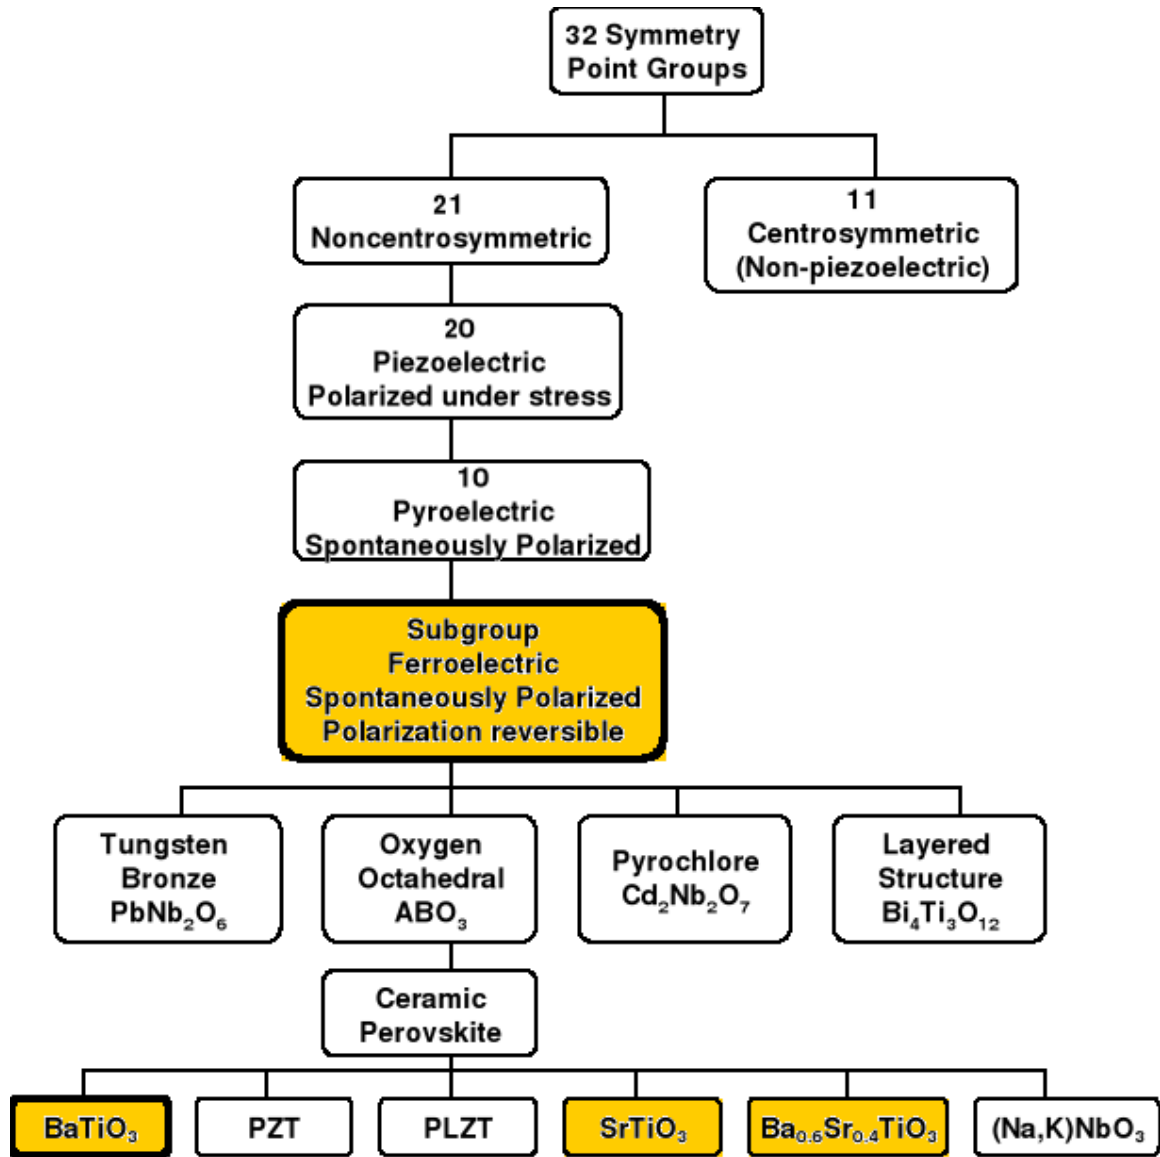 32 Symmetry
Point Groups
21
Noncentrosymmetric
11
Centrosymmetric
(Non-piezoelectric)
20
Piezoelectric
Polarized under stress
10
Pyroelectric
Spontaneously Polarized
Subgroup
Ferroelectric
Spontaneously Polarized
Polarization reversible
Tungsten
Bronze
PbNb₂O₆
Oxygen
Octahedral
ABO₃
Pyrochlore
Cd₂Nb₂O₇
Layered
Structure
Bi₄Ti₃O₁₂
Ceramic
Perovskite
BaTiO₃
PZT
PLZT
SrTiO₃
Ba₀.₆Sr₀.₄TiO₃
(Na,K)NbO₃